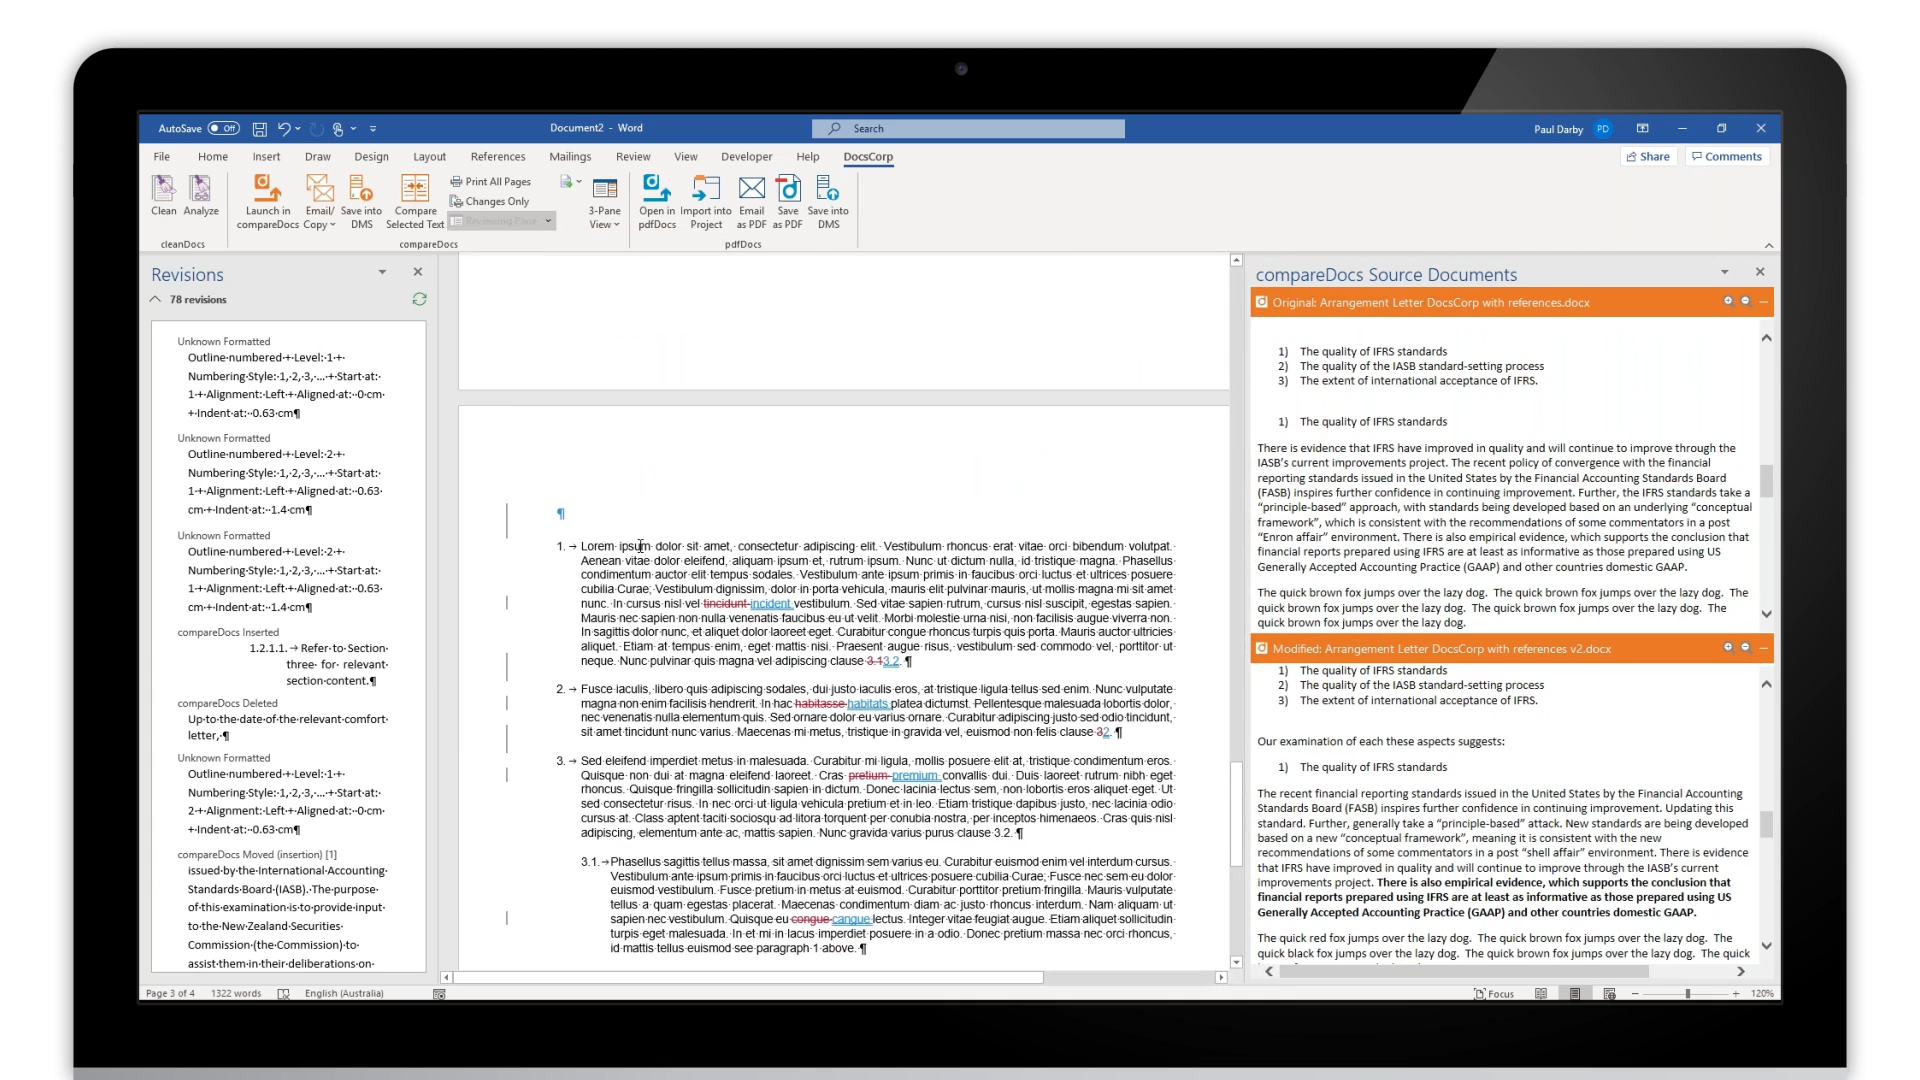 AutoSave Off
Document2 - Word
Search
Paul Darby PD
File Home Insert Draw Design Layout References Mailings Review View Developer Help DocsCorp
Share Comments
Clean Analyze
cleanDocs
Launch in compareDocs
Email/ Copy
Save into DMS
Compare Selected Text
Print All Pages
Changes Only
Reviewing Pane
3-Pane View
compareDocs
Open in pdfDocs
Import into Project
Email as PDF
Save as PDF
Save into DMS
pdfDocs
Revisions
78 revisions
Unknown Formatted
Outline·numbered·+·Level:·1·+·
Numbering·Style:·1,·2,·3,·…·+·Start·at:·
1·+·Alignment:·Left·+·Aligned·at:··0·cm·
+·Indent·at:··0.63·cm¶
Unknown Formatted
Outline·numbered·+·Level:·2·+·
Numbering·Style:·1,·2,·3,·…·+·Start·at:·
1·+·Alignment:·Left·+·Aligned·at:··0.63·
cm·+·Indent·at:··1.4·cm¶
Unknown Formatted
Outline·numbered·+·Level:·2·+·
Numbering·Style:·1,·2,·3,·…·+·Start·at:·
1·+·Alignment:·Left·+·Aligned·at:··0.63·
cm·+·Indent·at:··1.4·cm¶
compareDocs Inserted
1.2.1.1. → Refer·to·Section·
three· for· relevant·
section·content.¶
compareDocs Deleted
Up·to·the·date·of·the·relevant·comfort·
letter,·¶
Unknown Formatted
Outline·numbered·+·Level:·1·+·
Numbering·Style:·1,·2,·3,·…·+·Start·at:·
2·+·Alignment:·Left·+·Aligned·at:··0·cm·
+·Indent·at:··0.63·cm¶
compareDocs Moved (insertion) [1]
issued·by·the·International·Accounting·
Standards·Board·(IASB).·The·purpose·
of·this·examination·is·to·provide·input·
to·the·New·Zealand·Securities·
Commission·(the·Commission)·to·
assist·them·in·their·deliberations·on·
¶
1. → Lorem· ipsum· dolor· sit· amet,· consectetur· adipiscing· elit.· Vestibulum· rhoncus· erat· vitae· orci· bibendum· volutpat.·
Aenean· vitae· dolor· eleifend,· aliquam· ipsum· et,· rutrum· ipsum.· Nunc· ut· dictum· nulla,· id· tristique· magna.· Phasellus·
condimentum· auctor· elit· tempus· sodales.· Vestibulum· ante· ipsum· primis· in· faucibus· orci· luctus· et· ultrices· posuere·
cubilia· Curae;· Vestibulum· dignissim,· dolor· in· porta· vehicula,· mauris· elit· pulvinar· mauris,· ut· mollis· magna· mi· sit· amet·
nunc.· In· cursus· nisl· vel· tincidunt·incident·vestibulum.· Sed· vitae· sapien· rutrum,· cursus· nisl· suscipit,· egestas· sapien.·
Mauris· nec· sapien· non· nulla· venenatis· faucibus· eu· ut· velit.· Morbi· molestie· urna· nisi,· non· facilisis· augue· viverra· non.·
In· sagittis· dolor· nunc,· et· aliquet· dolor· laoreet· eget.· Curabitur· congue· rhoncus· turpis· quis· porta.· Mauris· auctor· ultricies·
aliquet.· Etiam· at· tempus· enim,· eget· mattis· nisi.· Praesent· augue· risus,· vestibulum· sed· commodo· vel,· porttitor· ut·
neque.· Nunc· pulvinar· quis· magna· vel· adipiscing· clause· 3.13.2.·¶
2. → Fusce· iaculis,· libero· quis· adipiscing· sodales,· dui· justo· iaculis· eros,· at· tristique· ligula· tellus· sed· enim.· Nunc· vulputate·
magna· non· enim· facilisis· hendrerit.· In· hac· habitasse·habitats·platea· dictumst.· Pellentesque· malesuada· lobortis· dolor,·
nec· venenatis· nulla· elementum· quis.· Sed· ornare· dolor· eu· varius· ornare.· Curabitur· adipiscing· justo· sed· odio· tincidunt,·
sit· amet· tincidunt· nunc· varius.· Maecenas· mi· metus,· tristique· in· gravida· vel,· euismod· non· felis· clause· 32.·¶
3. → Sed· eleifend· imperdiet· metus· in· malesuada.· Curabitur· mi· ligula,· mollis· posuere· elit· at,· tristique· condimentum· eros.·
Quisque· non· dui· at· magna· eleifend· laoreet.· Cras· pretium·premium·convallis· dui.· Duis· laoreet· rutrum· nibh· eget·
rhoncus.· Quisque· fringilla· sollicitudin· sapien· in· dictum.· Donec· lacinia· lectus· sem,· non· lobortis· eros· aliquet· eget.· Ut·
sed· consectetur· risus.· In· nec· orci· ut· ligula· vehicula· pretium· et· in· leo.· Etiam· tristique· dapibus· justo,· nec· lacinia· odio·
cursus· at.· Class· aptent· taciti· sociosqu· ad· litora· torquent· per· conubia· nostra,· per· inceptos· himenaeos.· Cras· quis· nisl·
adipiscing,· elementum· ante· ac,· mattis· sapien.· Nunc· gravida· varius· purus· clause· 3.2.·¶
3.1. → Phasellus· sagittis· tellus· massa,· sit· amet· dignissim· sem· varius· eu.· Curabitur· euismod· enim· vel· interdum· cursus.·
Vestibulum· ante· ipsum· primis· in· faucibus· orci· luctus· et· ultrices· posuere· cubilia· Curae;· Fusce· nec· sem· eu· dolor·
euismod· vestibulum.· Fusce· pretium· in· metus· at· euismod.· Curabitur· porttitor· pretium· fringilla.· Mauris· vulputate·
tellus· a· quam· egestas· placerat.· Maecenas· condimentum· diam· ac· justo· rhoncus· interdum.· Nam· aliquam· ut·
sapien· nec· vestibulum.· Quisque· eu· congue·cangue·lectus.· Integer· vitae· feugiat· augue.· Etiam· aliquet· sollicitudin·
turpis· eget· malesuada.· In· et· mi· in· lacus· imperdiet· posuere· in· a· odio.· Donec· pretium· massa· nec· orci· rhoncus,·
id· mattis· tellus· euismod· see· paragraph· 1· above.·¶
compareDocs Source Documents
Original: Arrangement Letter DocsCorp with references.docx
1) The quality of IFRS standards
2) The quality of the IASB standard-setting process
3) The extent of international acceptance of IFRS.
1) The quality of IFRS standards
There is evidence that IFRS have improved in quality and will continue to improve through the
IASB's current improvements project. The recent policy of convergence with the financial
reporting standards issued in the United States by the Financial Accounting Standards Board
(FASB) inspires further confidence in continuing improvement. Further, the IFRS standards take a
“principle-based” approach, with standards being developed based on an underlying “conceptual
framework”, which is consistent with the recommendations of some commentators in a post
“Enron affair” environment. There is also empirical evidence, which supports the conclusion that
financial reports prepared using IFRS are at least as informative as those prepared using US
Generally Accepted Accounting Practice (GAAP) and other countries domestic GAAP.
The quick brown fox jumps over the lazy dog. The quick brown fox jumps over the lazy dog. The
quick brown fox jumps over the lazy dog. The quick brown fox jumps over the lazy dog. The
quick brown fox jumps over the lazy dog.
Modified: Arrangement Letter DocsCorp with references v2.docx
1) The quality of IFRS standards
2) The quality of the IASB standard-setting process
3) The extent of international acceptance of IFRS.
Our examination of each these aspects suggests:
1) The quality of IFRS standards
The recent financial reporting standards issued in the United States by the Financial Accounting
Standards Board (FASB) inspires further confidence in continuing improvement. Updating this
standard. Further, generally take a “principle-based” attack. New standards are being developed
based on a new “conceptual framework”, meaning it is consistent with the new
recommendations of some commentators in a post “shell affair” environment. There is evidence
that IFRS have improved in quality and will continue to improve through the IASB's current
improvements project. There is also empirical evidence, which supports the conclusion that
financial reports prepared using IFRS are at least as informative as those prepared using US
Generally Accepted Accounting Practice (GAAP) and other countries domestic GAAP.
The quick red fox jumps over the lazy dog. The quick brown fox jumps over the lazy dog. The
quick black fox jumps over the lazy dog. The quick brown fox jumps over the lazy dog. The quick
Page 3 of 4 1322 words English (Australia)
Focus 120%